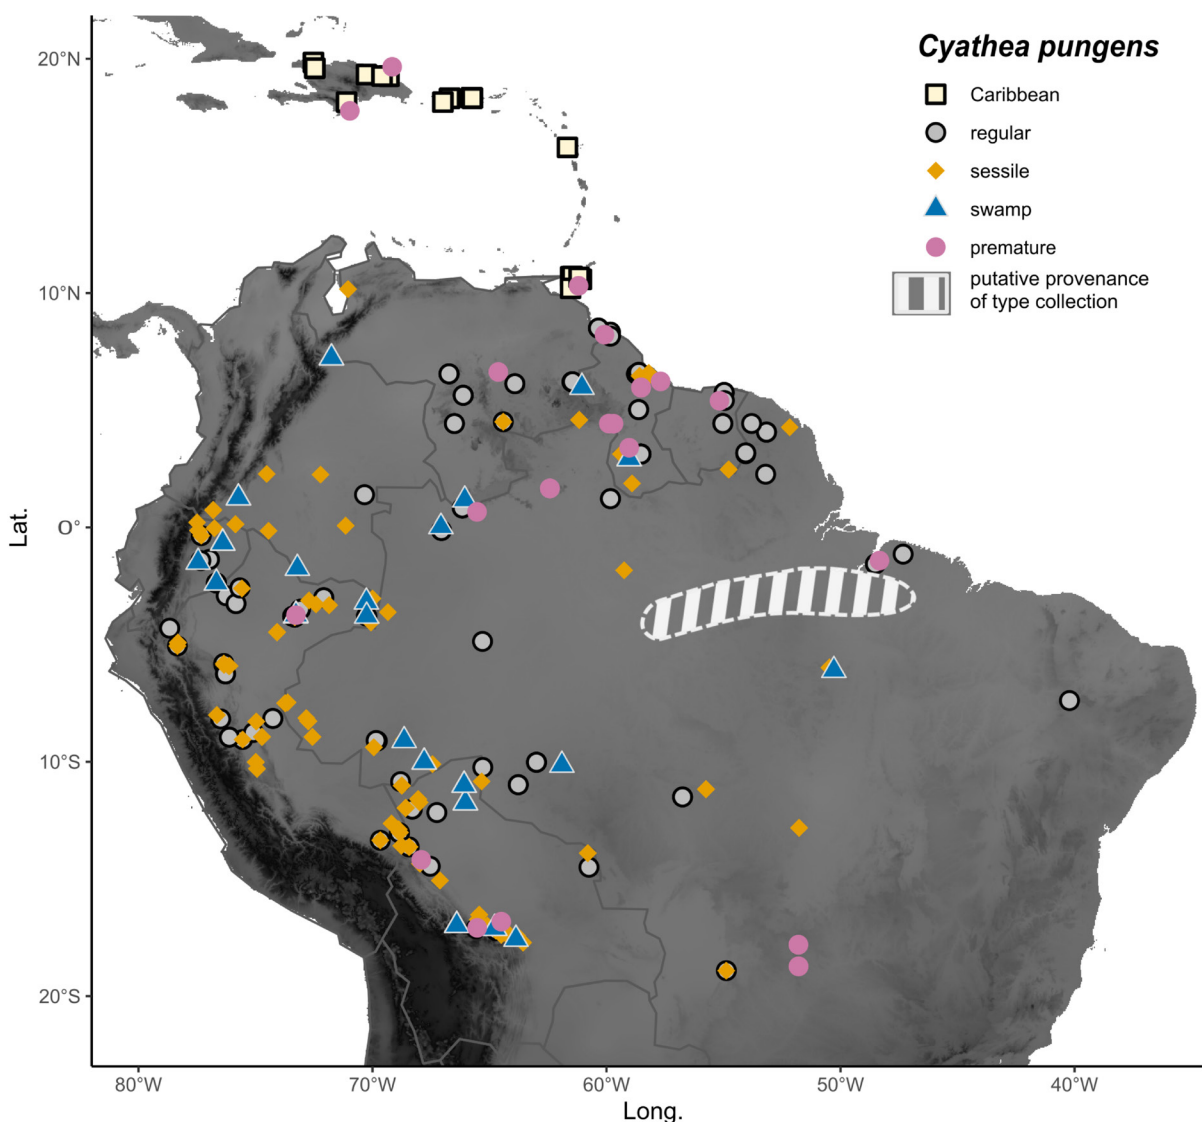 Cyathea pungens
Caribbean
regular
sessile
swamp
premature
putative provenance
of type collection
20°N
10°N
O°
10°S
20°S
Lat.
80°W
70°W
60°W
50°W
40°W
Long.